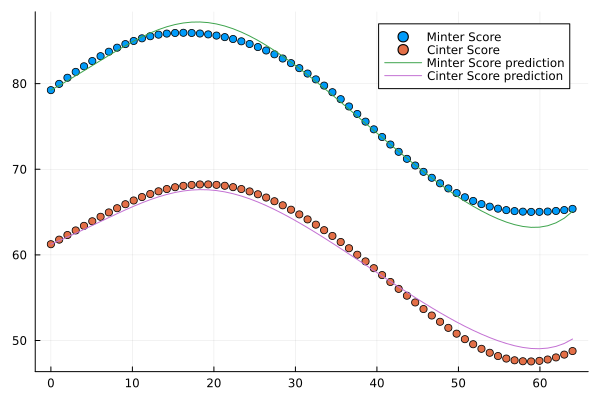 Minter Score
Cinter Score
Minter Score prediction
Cinter Score prediction
80
70
60
50
0 10 20 30 40 50 60